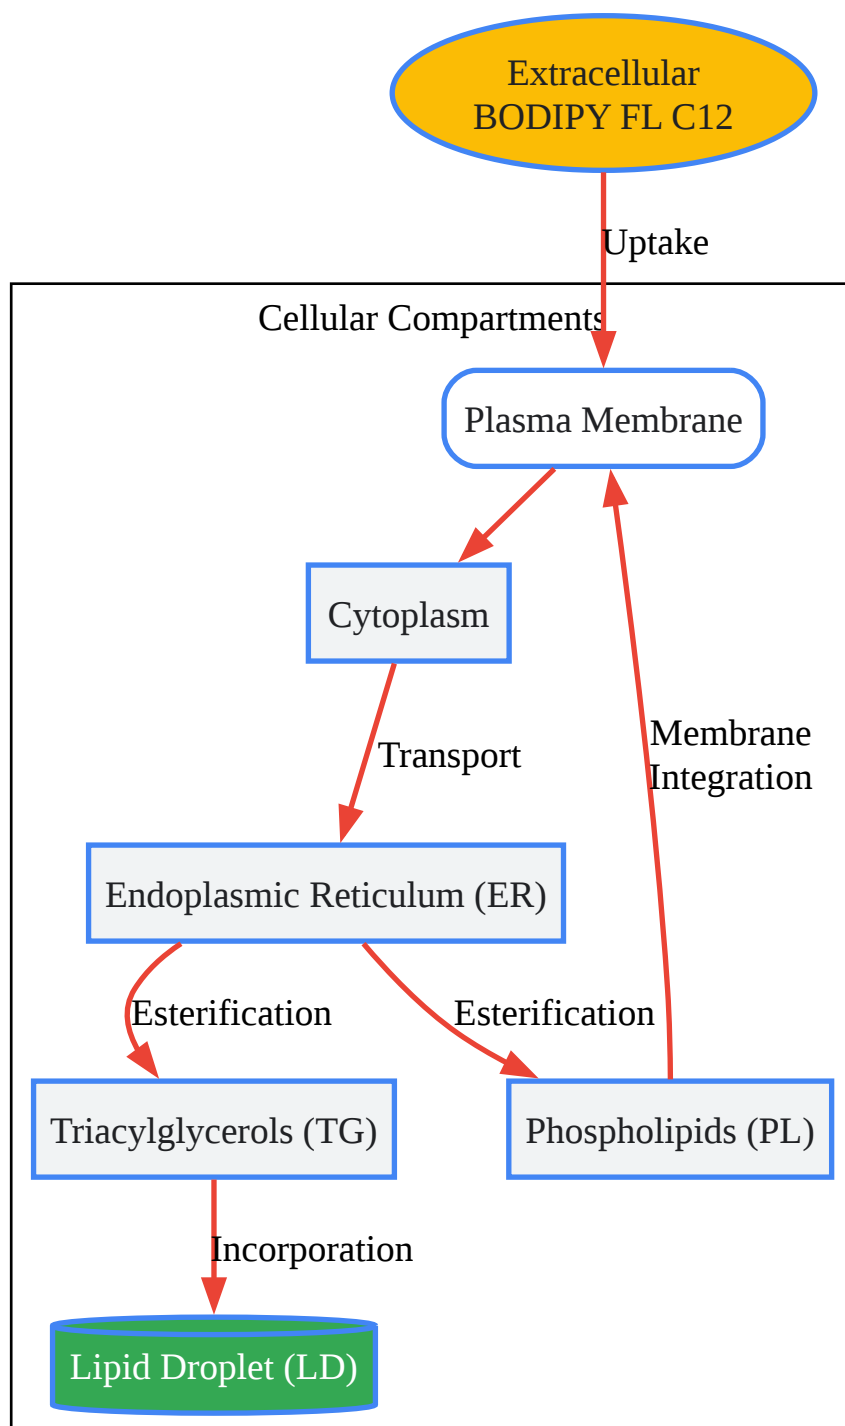 Extracellular
BODIPY FL C12
Uptake
Cellular Compartments
Plasma Membrane
Cytoplasm
Transport
Membrane
Integration
Endoplasmic Reticulum (ER)
Esterification
Esterification
Triacylglycerols (TG)
Phospholipids (PL)
Incorporation
Lipid Droplet (LD)